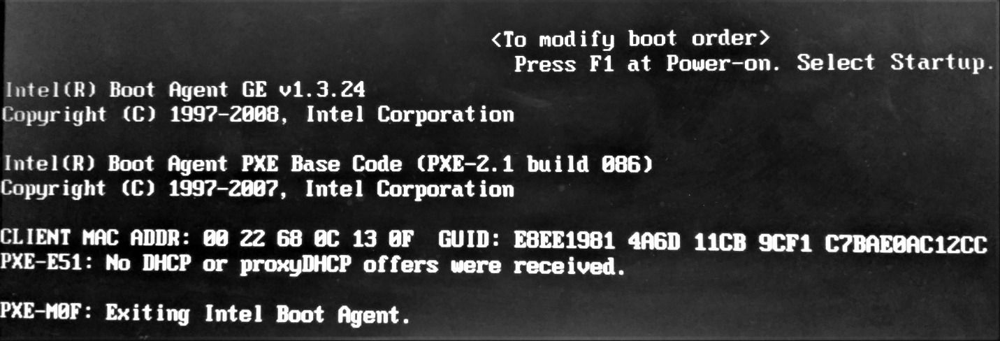 <To modify boot order>
Press F1 at Power-on. Select Startup.
Intel(R) Boot Agent GE v1.3.24
Copyright (C) 1997-2008, Intel Corporation
Intel(R) Boot Agent PXE Base Code (PXE-2.1 build 086)
Copyright (C) 1997-2007, Intel Corporation
CLIENT MAC ADDR: 00 22 68 0C 13 0F GUID: E8EE1981 4A6D 11CB 9CF1 C7BAE0AC12CC
PXE-E51: No DHCP or proxyDHCP offers were received.
PXE-M0F: Exiting Intel Boot Agent.